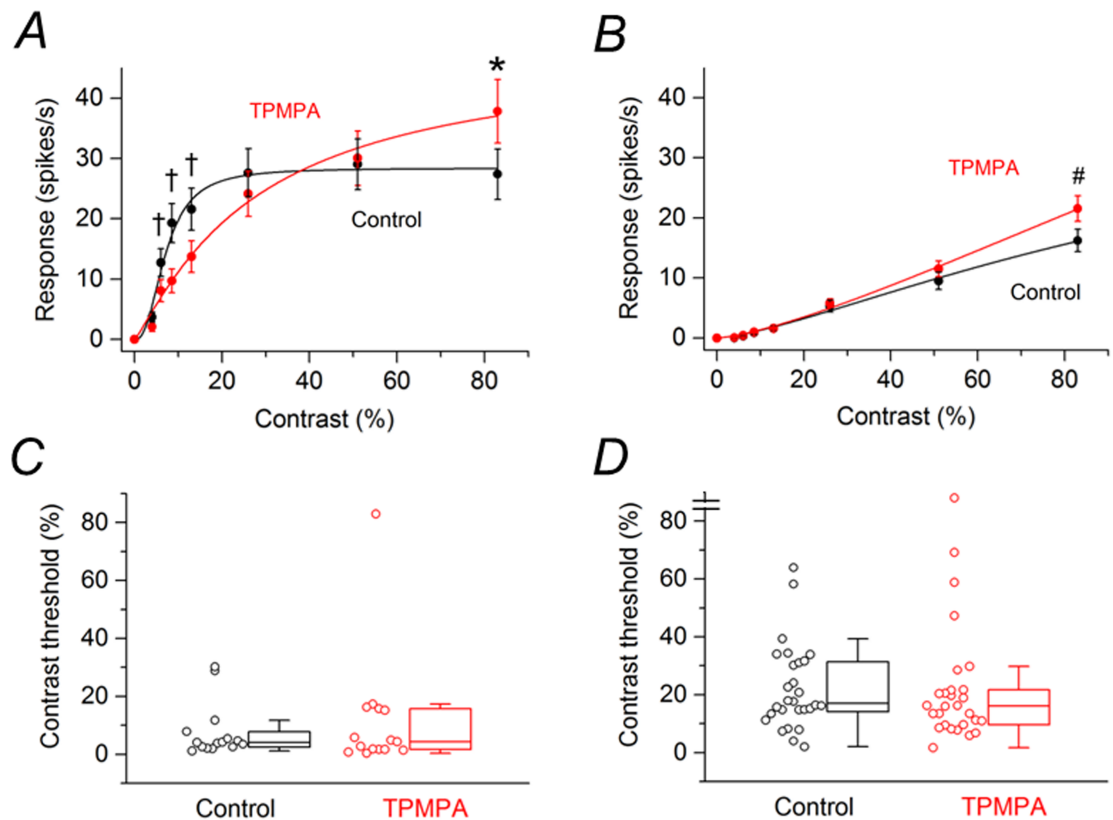 A
Response (spikes/s)
40
30
20
10
0
TPMPA
Control
†
†
†
*
0
20
40
60
80
Contrast (%)
B
Response (spikes/s)
40
30
20
10
0
TPMPA
Control
#
0
20
40
60
80
Contrast (%)
C
Contrast threshold (%)
80
60
40
20
0
Control
TPMPA
D
Contrast threshold (%)
80
60
40
20
0
Control
TPMPA